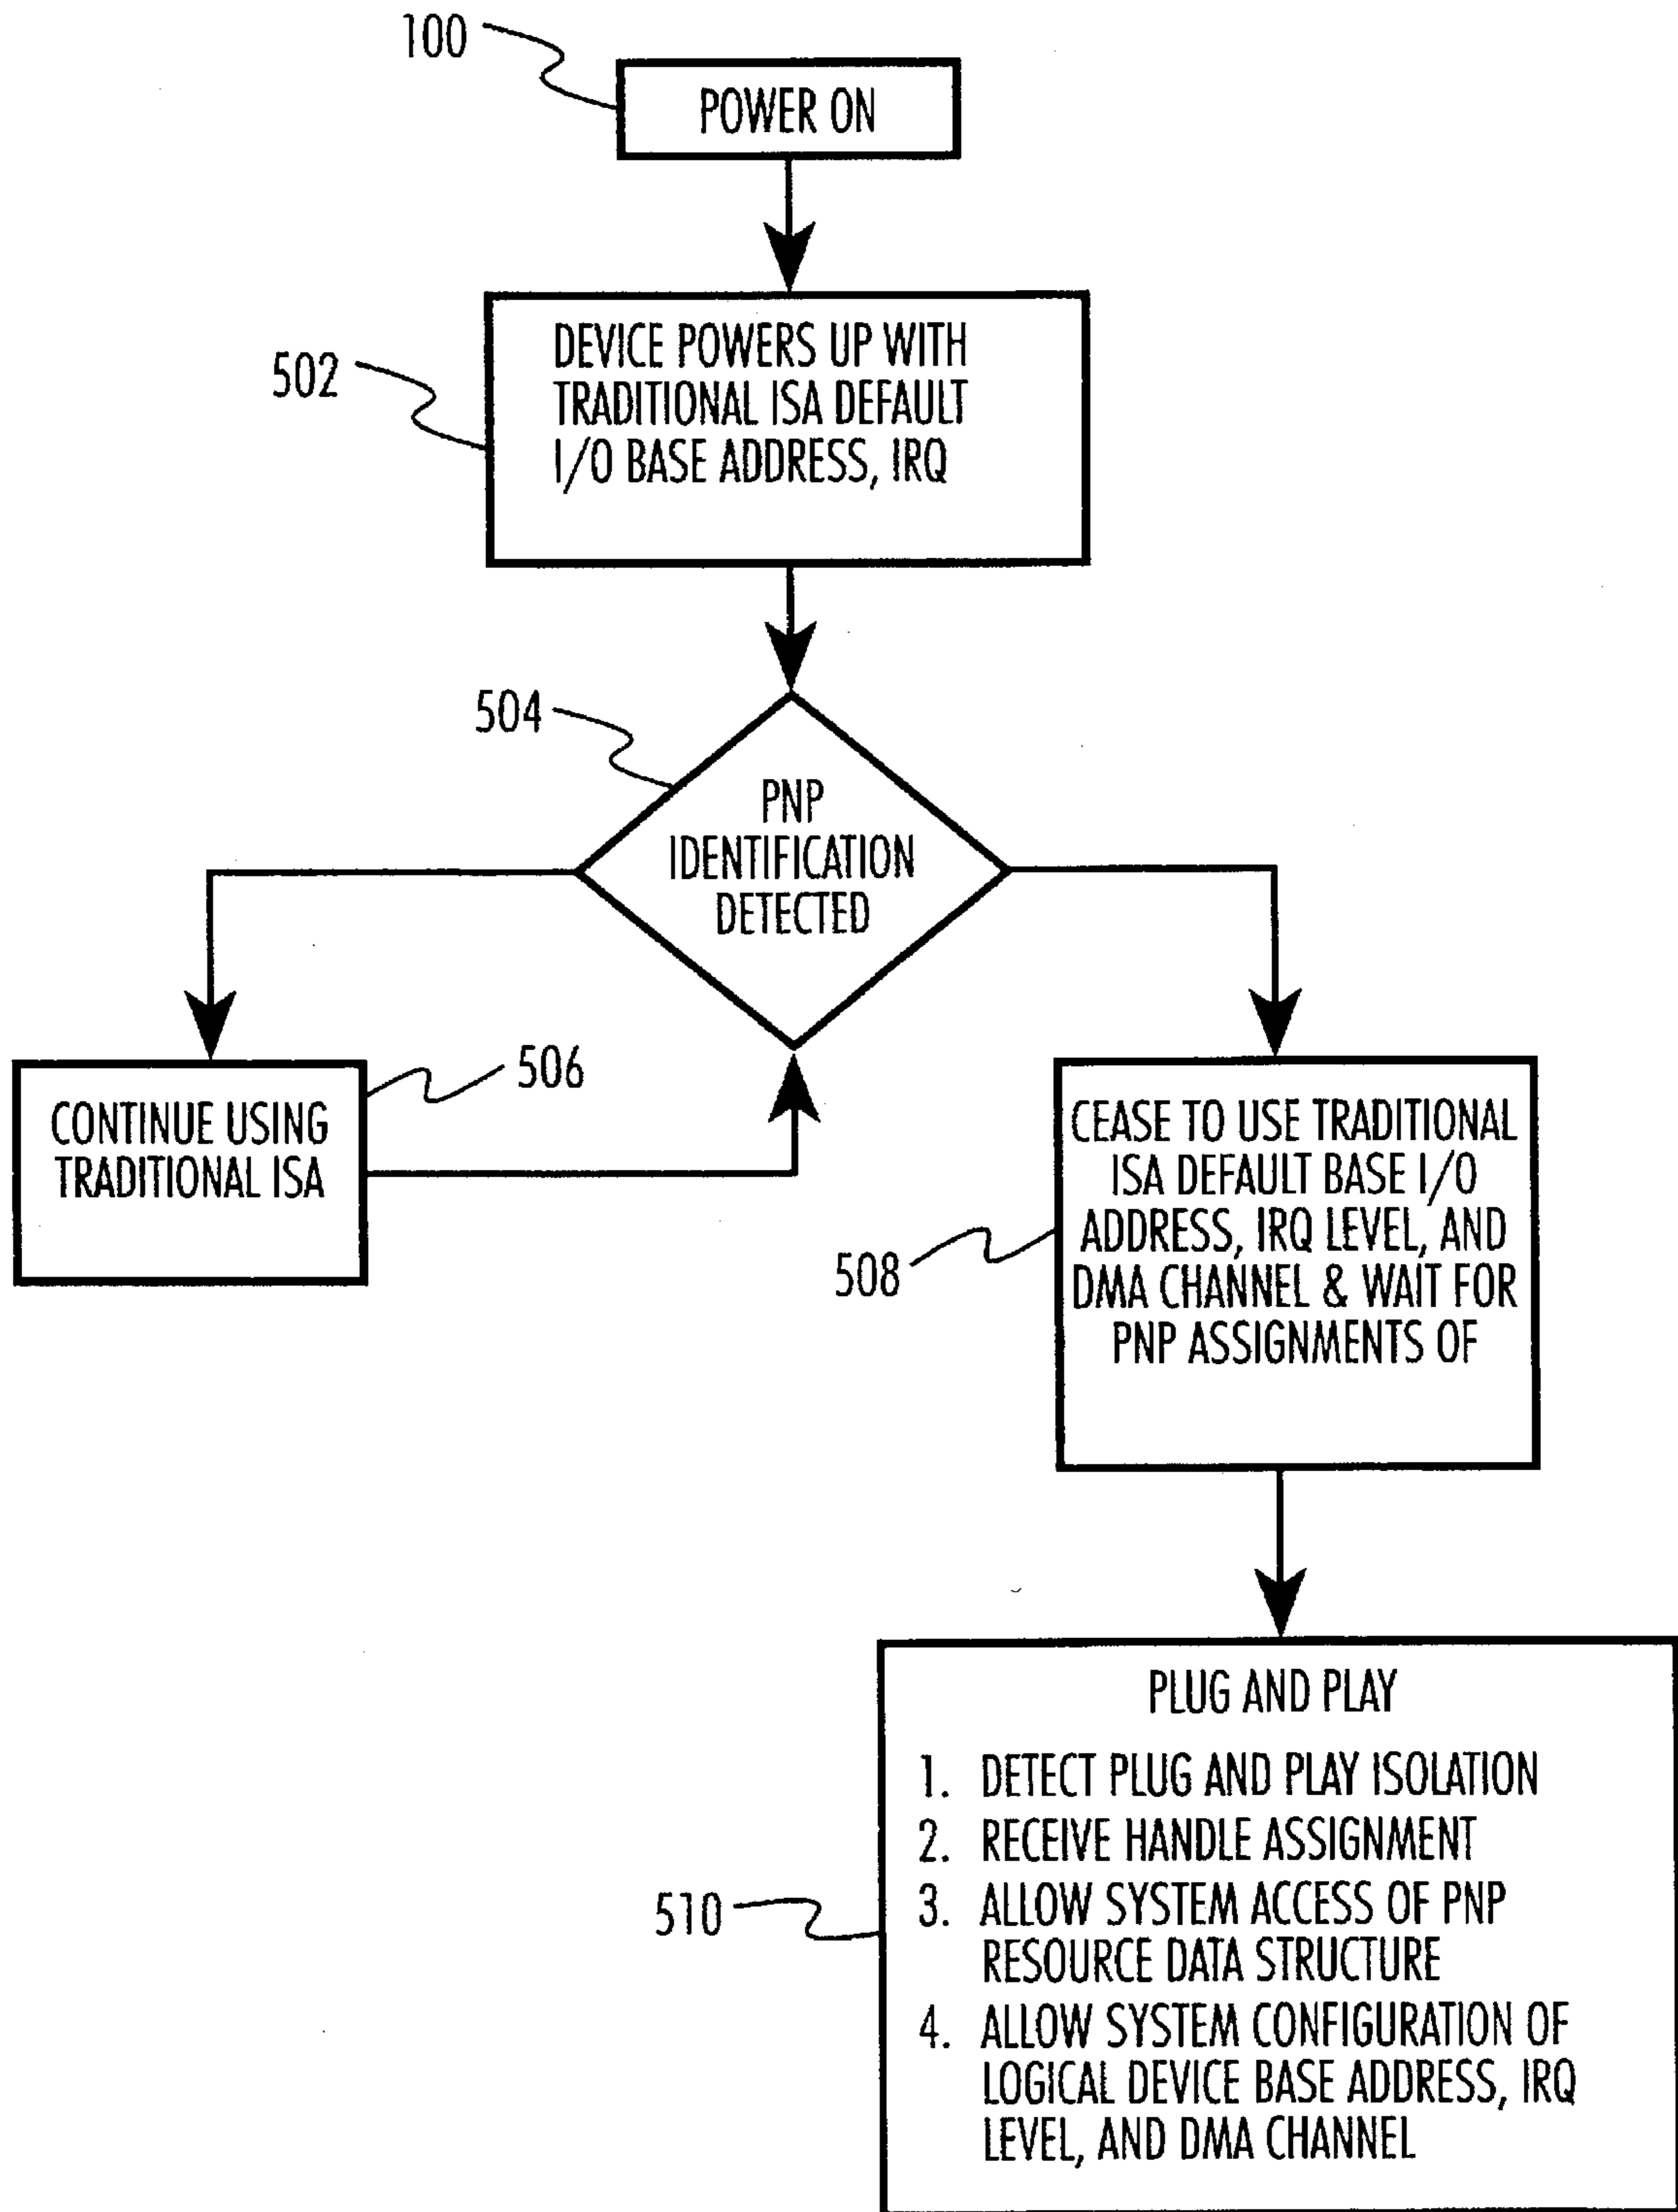 100
POWER ON
502
DEVICE POWERS UP WITH
TRADITIONAL ISA DEFAULT
I/O BASE ADDRESS, IRQ
504
PNP
IDENTIFICATION
DETECTED
506
CONTINUE USING
TRADITIONAL ISA
508
CEASE TO USE TRADITIONAL
ISA DEFAULT BASE I/O
ADDRESS, IRQ LEVEL, AND
DMA CHANNEL & WAIT FOR
PNP ASSIGNMENTS OF
510
PLUG AND PLAY
1. DETECT PLUG AND PLAY ISOLATION
2. RECEIVE HANDLE ASSIGNMENT
3. ALLOW SYSTEM ACCESS OF PNP
RESOURCE DATA STRUCTURE
4. ALLOW SYSTEM CONFIGURATION OF
LOGICAL DEVICE BASE ADDRESS, IRQ
LEVEL, AND DMA CHANNEL